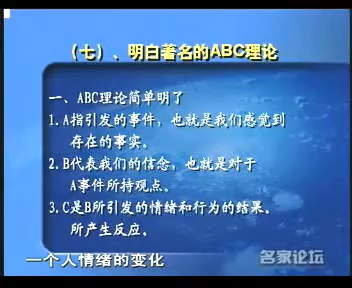 （七）、明白著名的ABC理论
一、ABC理论简单明了
1.A指引发的事件，也就是我们感觉到
存在的事实。
2.B代表我们的信念，也就是对于
A事件所持观点。
3.C是B所引发的情绪和行为的结果。
所产生反应。
一个人情绪的变化
名家论坛